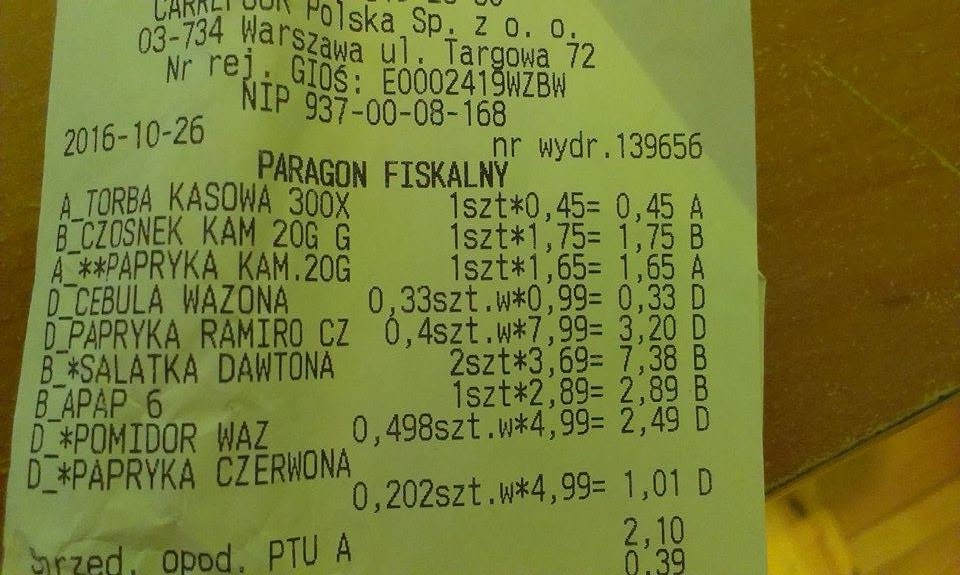 CARREFOUR Polska Sp. z o. o.
03-734 Warszawa ul. Targowa 72
Nr rej. GIOŚ: E0002419WZBW
NIP 937-00-08-168
2016-10-26 nr wydr.139656
PARAGON FISKALNY
A_TORBA KASOWA 300X 1szt*0,45= 0,45 A
B_CZOSNEK KAM 20G G 1szt*1,75= 1,75 B
A_**PAPRYKA KAM.20G 1szt*1,65= 1,65 A
D_CEBULA WAZONA 0,33szt.w*0,99= 0,33 D
D_PAPRYKA RAMIRO CZ 0,4szt.w*7,99= 3,20 D
B_*SAŁATKA DAWTONA 2szt*3,69= 7,38 B
B_APAP 6 1szt*2,89= 2,89 B
D_*POMIDOR WAZ 0,498szt.w*4,99= 2,49 D
D_*PAPRYKA CZERWONA
0,202szt.w*4,99= 1,01 D
Sprzed. opod. PTU A 2,10
0,39